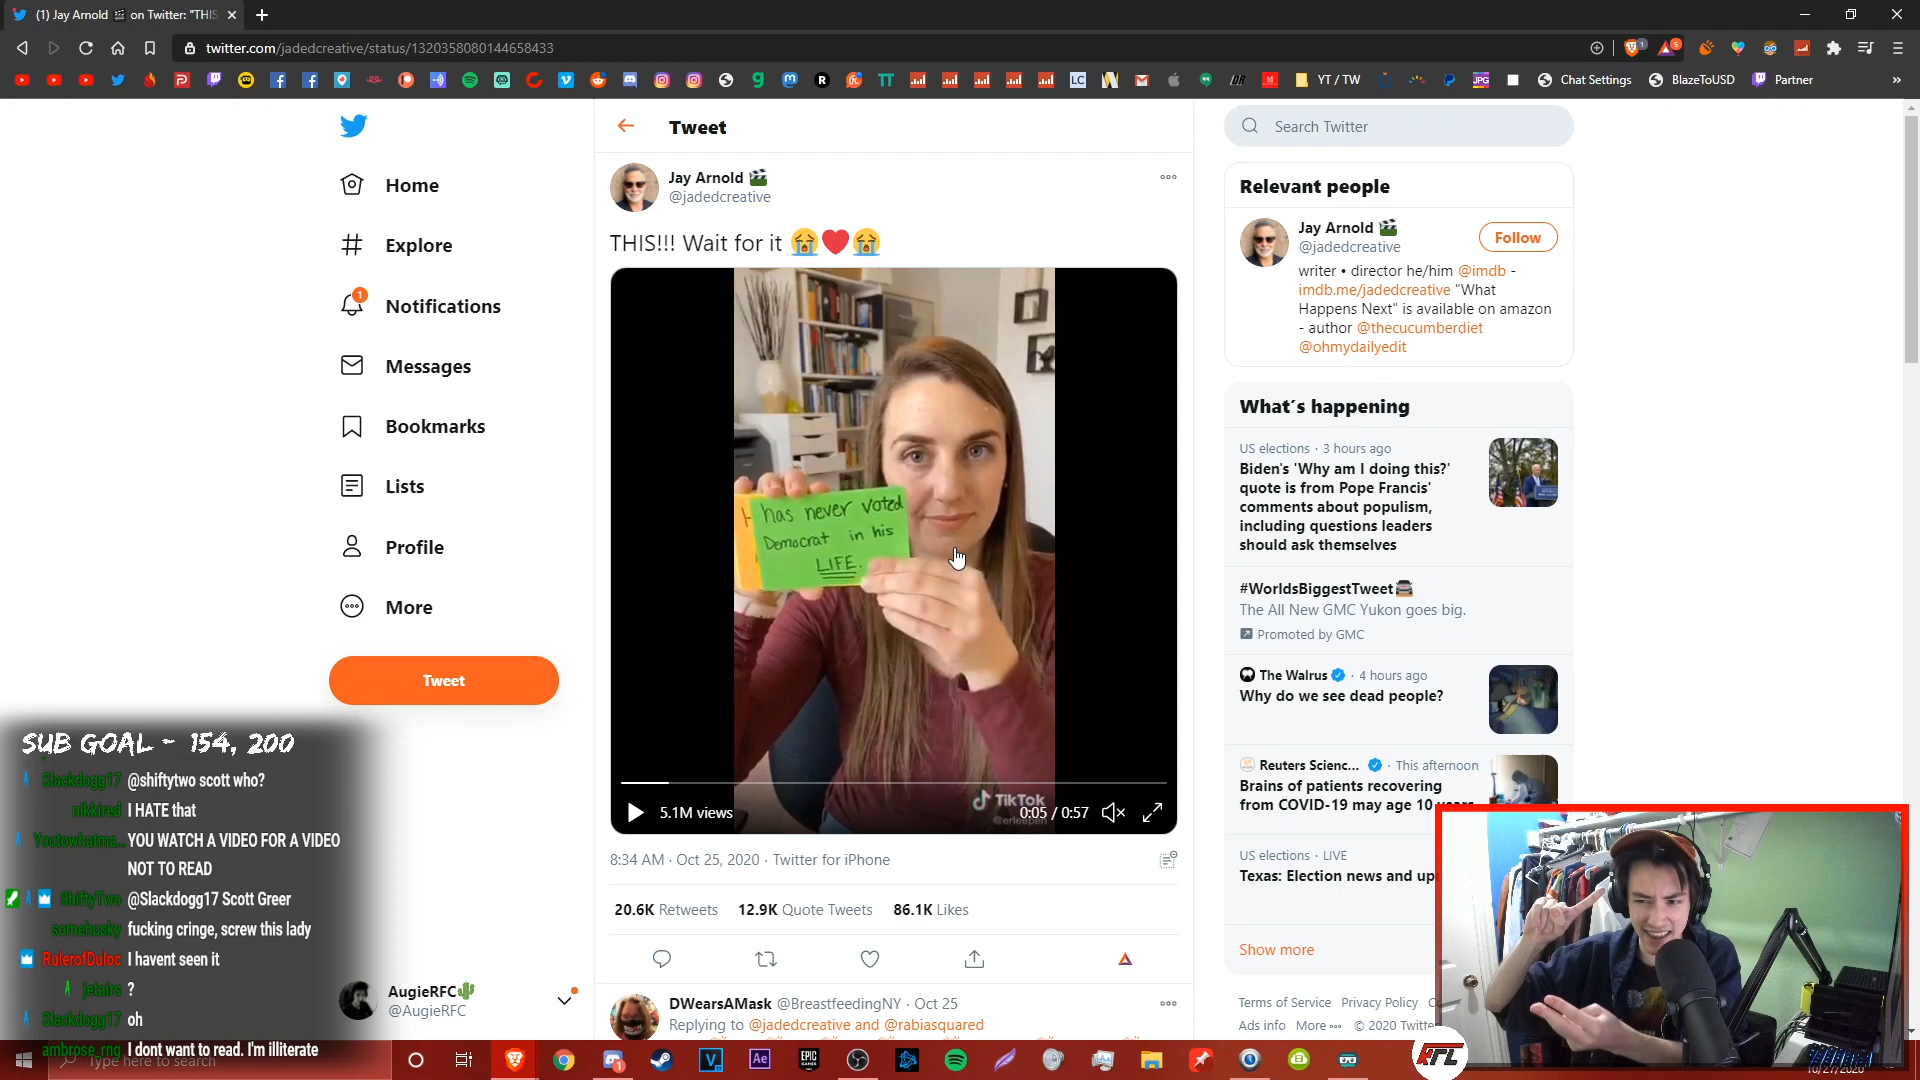 (1) Jay Arnold 🎬 on Twitter: "THIS
twitter.com/jadedcreative/status/1320358080144658433
YT / TW
Chat Settings
BlazeToUSD
Partner
Home
Explore
Notifications
Messages
Bookmarks
Lists
Profile
More
Tweet
Tweet
Jay Arnold 🎬
@jadedcreative
THIS!!! Wait for it 😭❤️😭
has never voted
Democrat in his
LIFE.
TikTok
5.1M views
0:05 / 0:57
8:34 AM · Oct 25, 2020 · Twitter for iPhone
20.6K Retweets 12.9K Quote Tweets 86.1K Likes
DWearsAMask @BreastfeedingNY · Oct 25
Replying to @jadedcreative and @rabiasquared
Search Twitter
Relevant people
Jay Arnold 🎬
@jadedcreative
Follow
writer • director he/him @imdb -
imdb.me/jadedcreative "What
Happens Next" is available on amazon
- author @thecucumberdiet
@ohmydailyedit
What's happening
US elections · 3 hours ago
Biden's 'Why am I doing this?'
quote is from Pope Francis'
comments about populism,
including questions leaders
should ask themselves
#WorldsBiggestTweet
The All New GMC Yukon goes big.
Promoted by GMC
The Walrus · 4 hours ago
Why do we see dead people?
Reuters Scienc... · This afternoon
Brains of patients recovering
from COVID-19 may age 10
US elections · LIVE
Texas: Election news and up
Show more
Terms of Service Privacy Policy
Ads info More ··· © 2020 Twitte
SUB GOAL - 154, 200
Slackdogg17 @shiftytwo scott who?
nikkired I HATE that
Youtowhatma... YOU WATCH A VIDEO FOR A VIDEO
NOT TO READ
ShiftyTwo @Slackdogg17 Scott Greer
somehusky fucking cringe, screw this lady
RulerofDuloc I havent seen it
jetairs ?
Slackdogg17 oh
ambrose_rng I dont want to read. I'm illiterate
AugieRFC🌵
@AugieRFC
Type here to search
RFL
10/27/2020